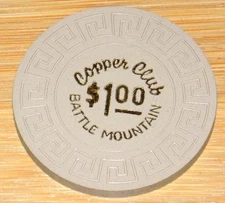 Copper Club
$1.00
BATTLE MOUNTAIN